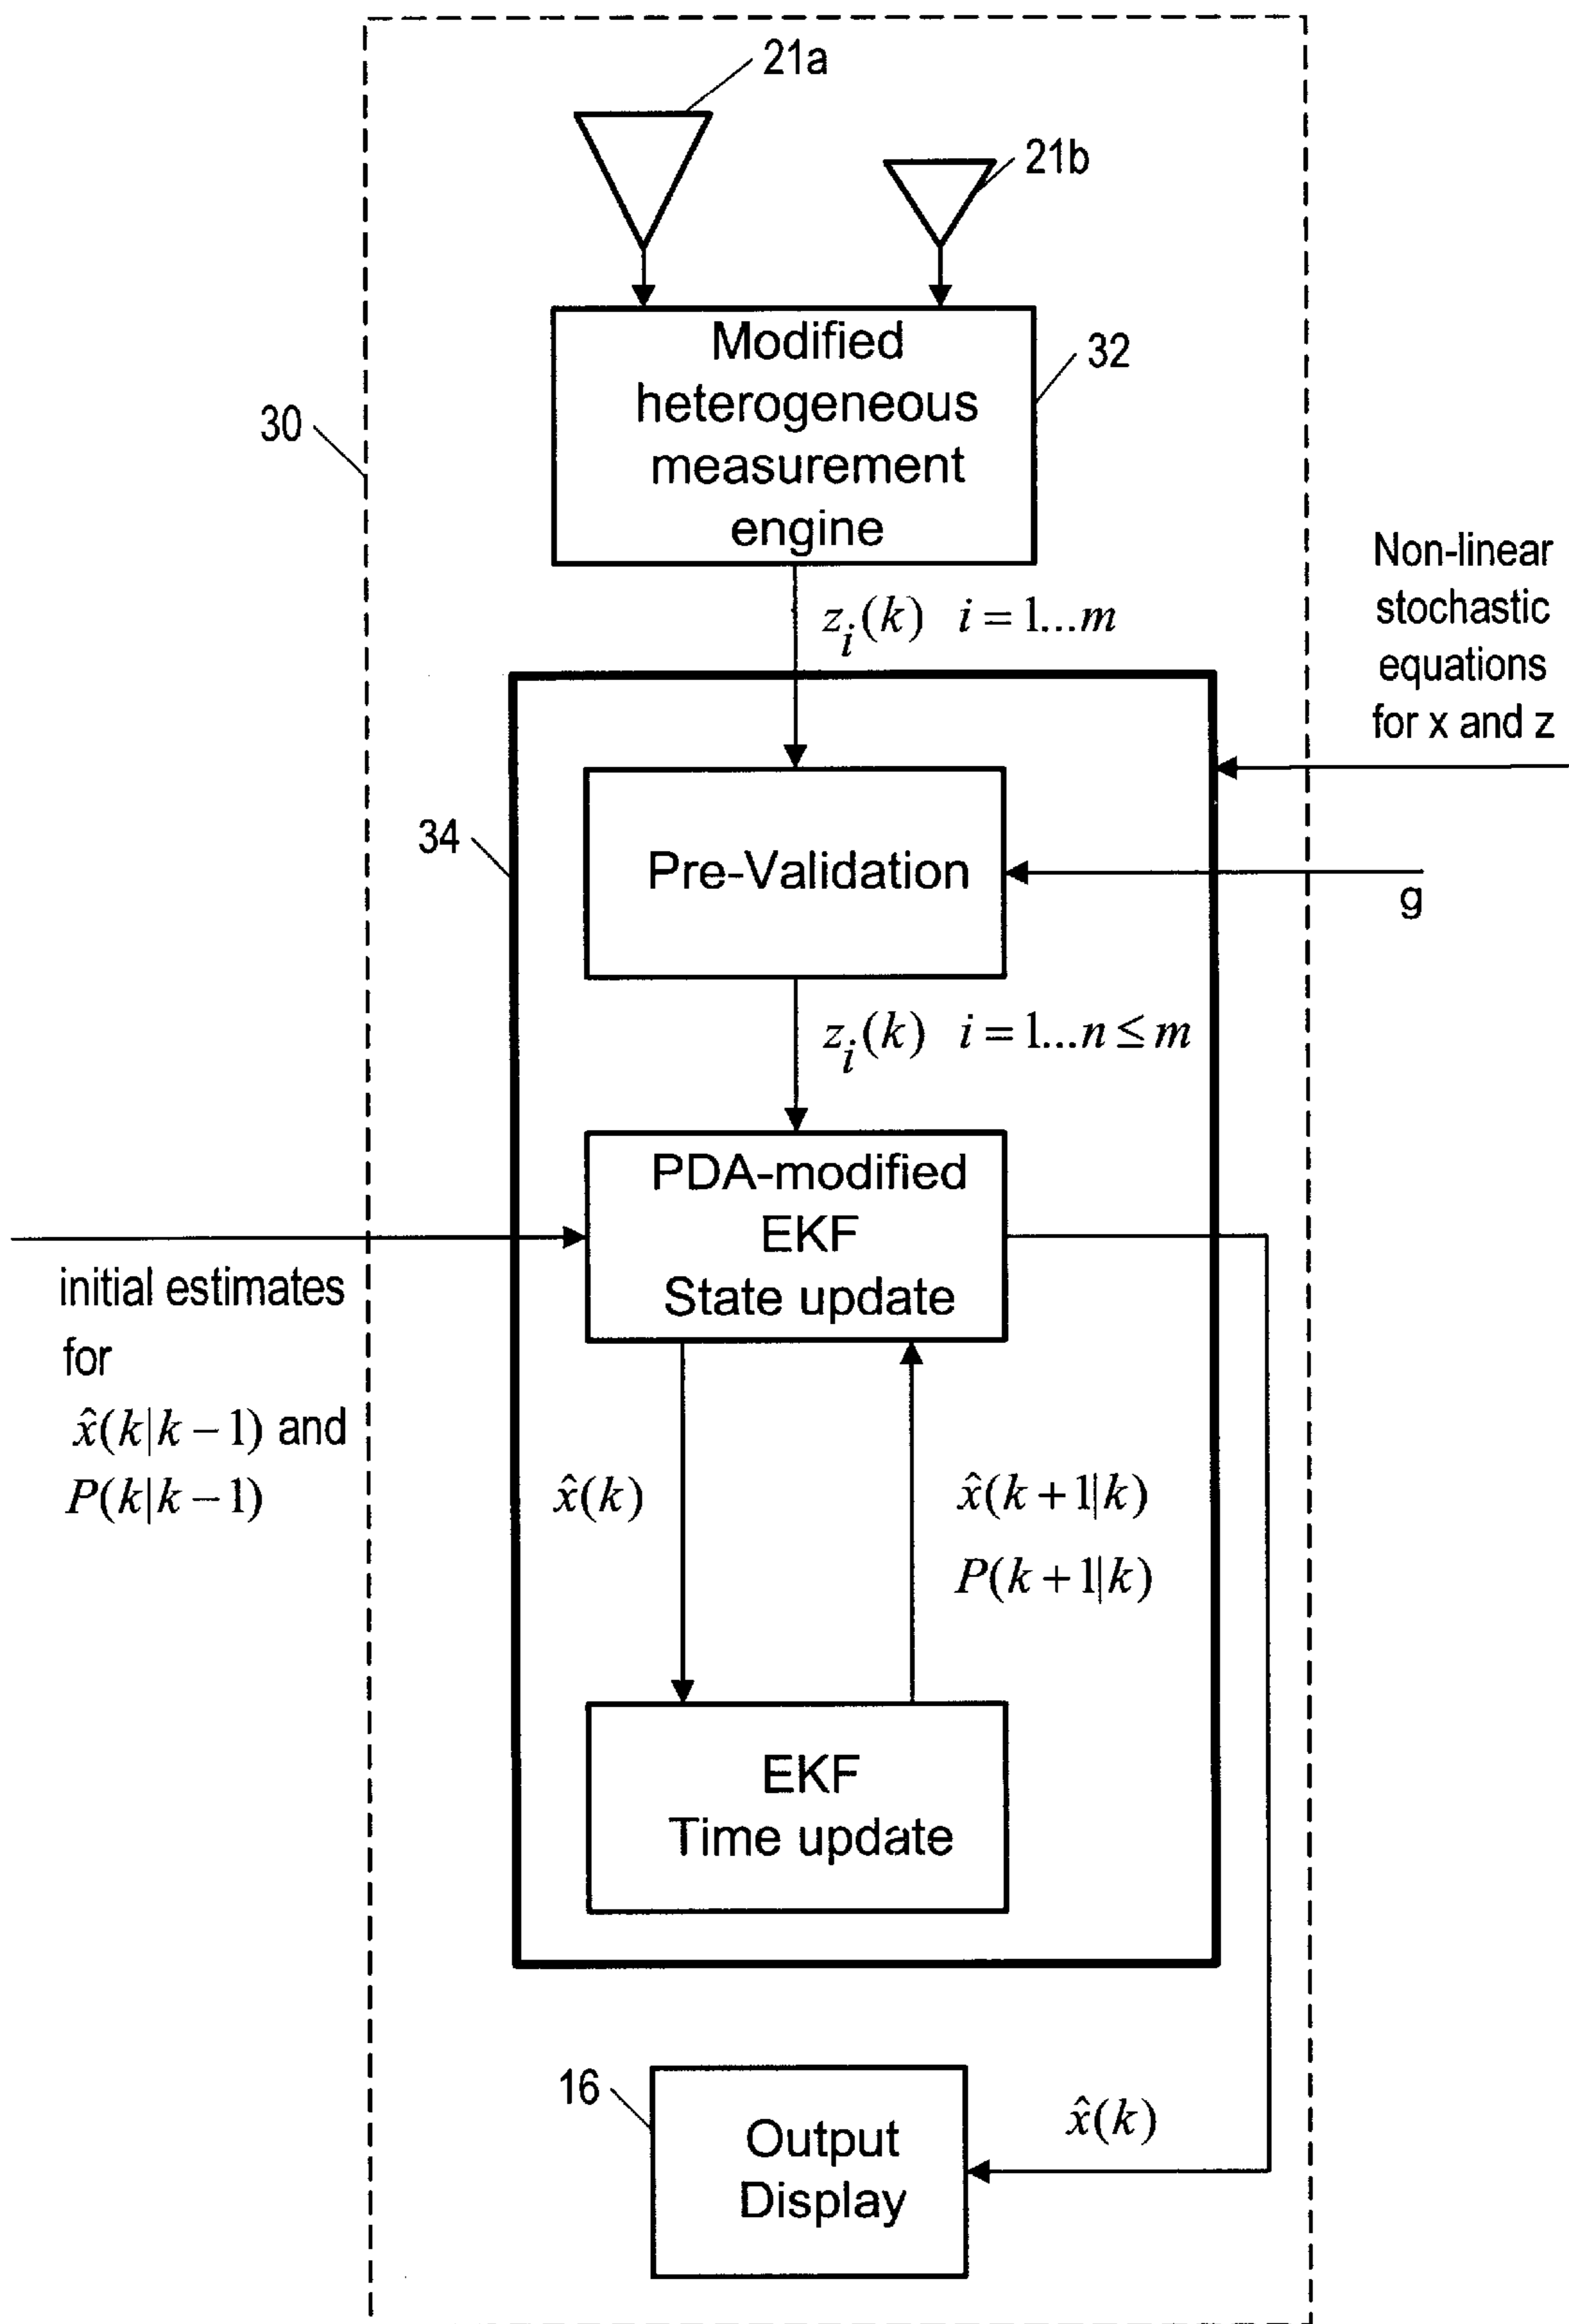 21a
21b
Modified
heterogeneous
measurement
engine
32
30
Non-linear
stochastic
equations
for x and z
z_i(k) i = 1...m
34
Pre-Validation
g
z_i(k) i = 1...n ≤ m
PDA-modified
EKF
State update
initial estimates
for
x̂(k|k−1) and
P(k|k−1)
x̂(k)
x̂(k+1|k)
P(k+1|k)
EKF
Time update
16
Output
Display
x̂(k)